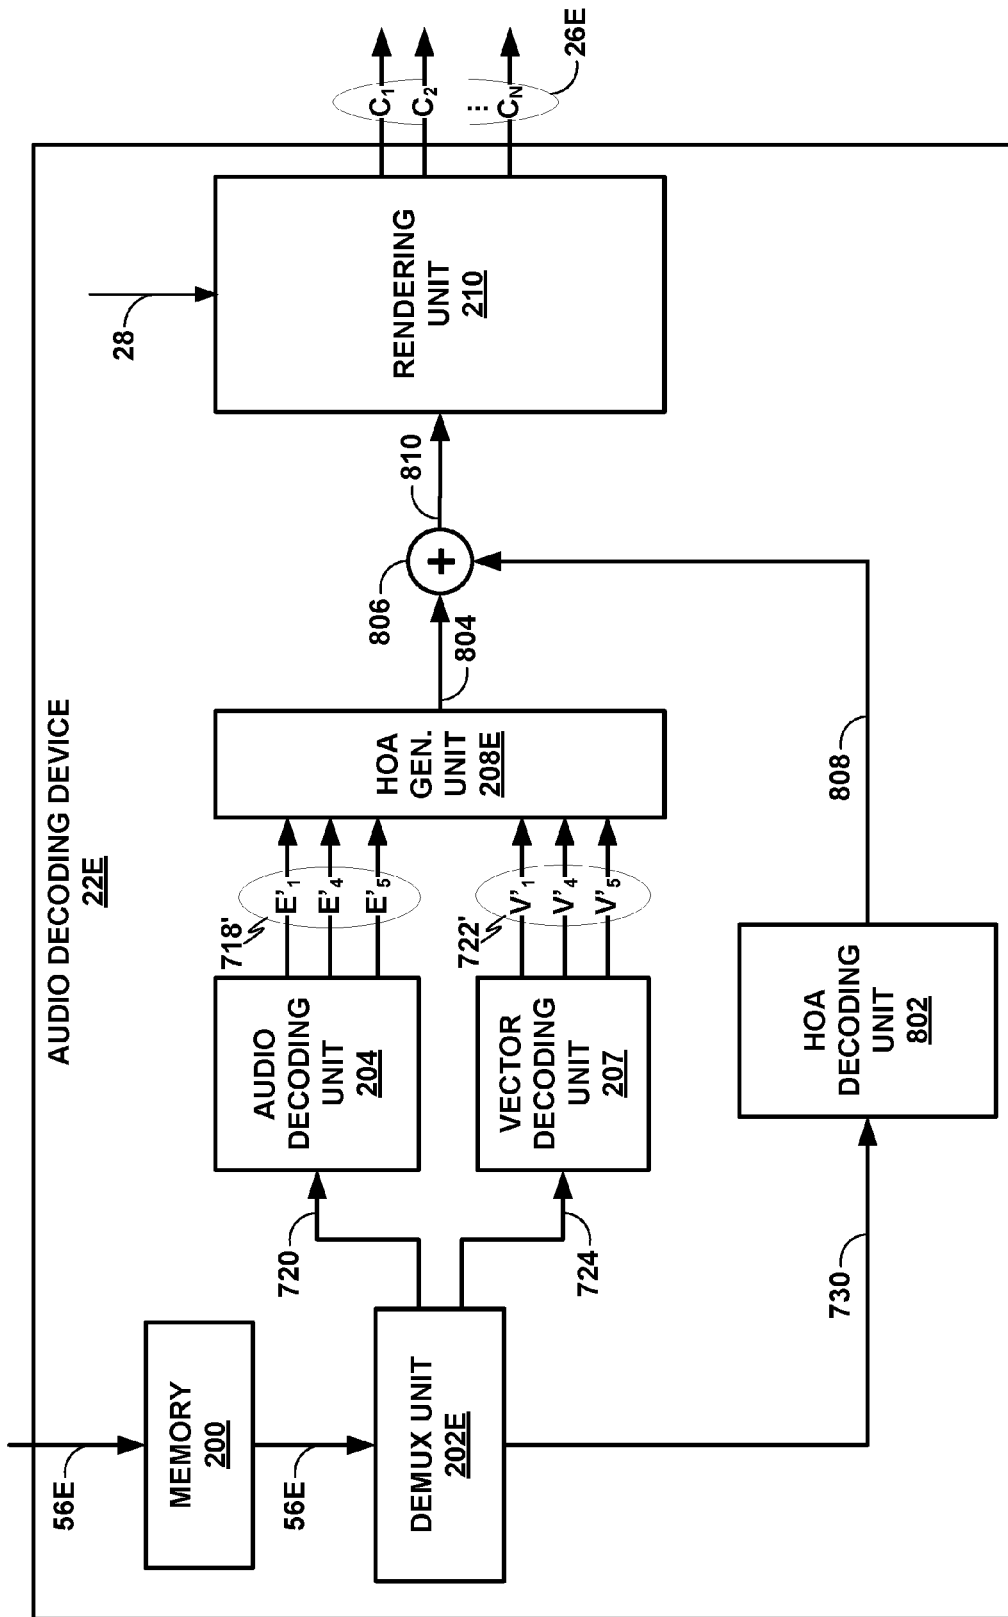 AUDIO DECODING DEVICE
22E
56E
MEMORY
200
56E
DEMUX UNIT
202E
720
724
730
AUDIO
DECODING
UNIT
204
VECTOR
DECODING
UNIT
207
HOA
DECODING
UNIT
802
718'
E'1
E'4
E'5
722'
V'1
V'4
V'5
HOA
GEN.
UNIT
208E
804
806
+
808
810
28
RENDERING
UNIT
210
C1
C2
...
CN
26E